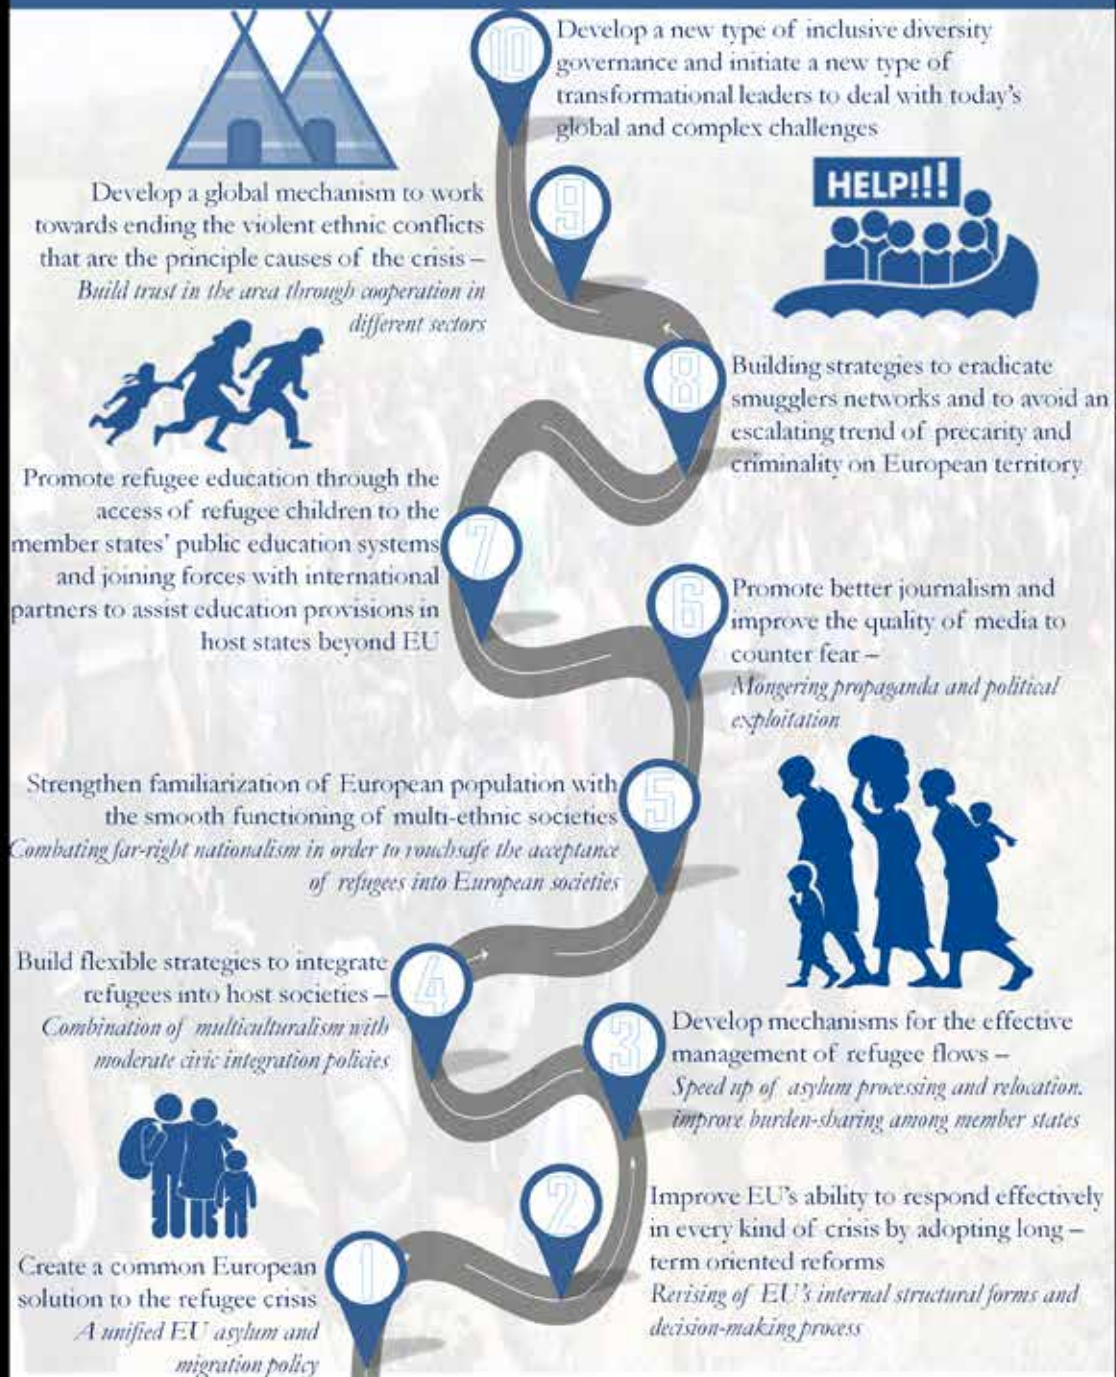 10
Develop a new type of inclusive diversity
governance and initiate a new type of
transformational leaders to deal with today's
global and complex challenges
9
Develop a global mechanism to work
towards ending the violent ethnic conflicts
that are the principle causes of the crisis –
Build trust in the area through cooperation in
different sectors
HELP!!!
8
Building strategies to eradicate
smugglers networks and to avoid an
escalating trend of precarity and
criminality on European territory
7
Promote refugee education through the
access of refugee children to the
member states' public education systems
and joining forces with international
partners to assist education provisions in
host states beyond EU
6
Promote better journalism and
improve the quality of media to
counter fear –
Mongering propaganda and political
exploitation
5
Strengthen familiarization of European population with
the smooth functioning of multi-ethnic societies
Combating far-right nationalism in order to vouchsafe the acceptance
of refugees into European societies
4
Build flexible strategies to integrate
refugees into host societies –
Combination of multiculturalism with
moderate civic integration policies
3
Develop mechanisms for the effective
management of refugee flows –
Speed up of asylum processing and relocation,
improve burden-sharing among member states
2
Improve EU's ability to respond effectively
in every kind of crisis by adopting long –
term oriented reforms
Revising of EU's internal structural forms and
decision-making process
1
Create a common European
solution to the refugee crisis
A unified EU asylum and
migration policy